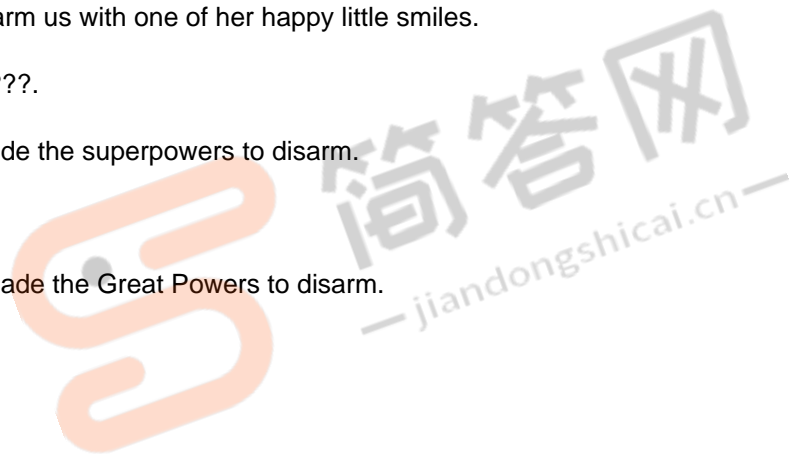 arm us with one of her happy little smiles.
??.
de the superpowers to disarm.
ade the Great Powers to disarm.
简答网
jiandongshicai.cn